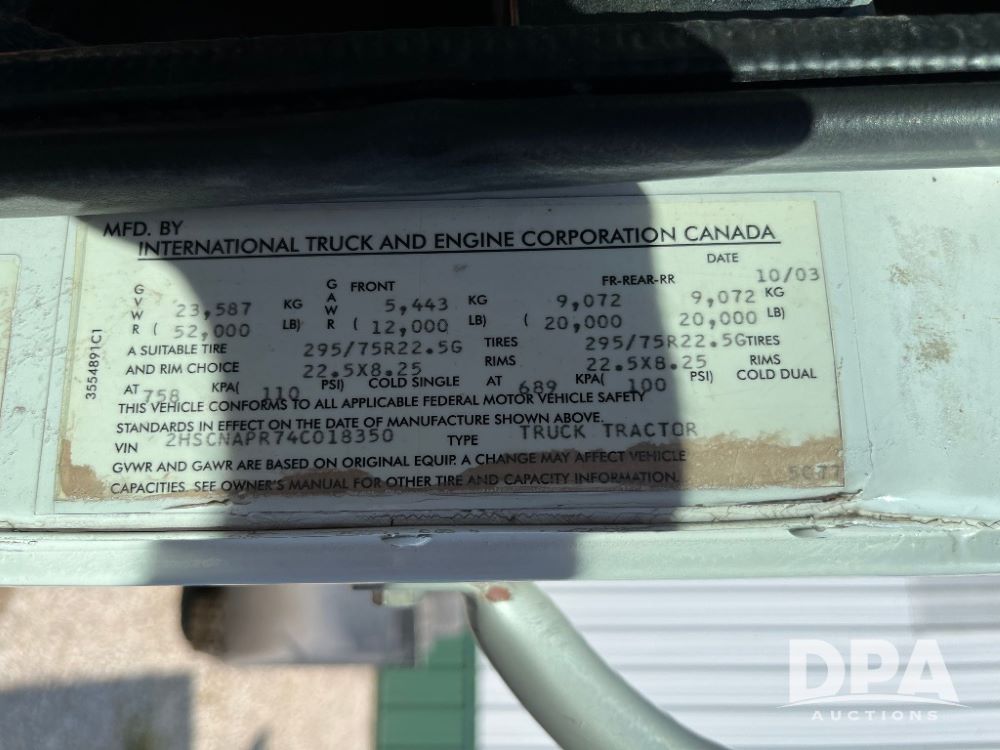 MFD. BY
INTERNATIONAL TRUCK AND ENGINE CORPORATION CANADA
DATE
10/03
GVWR 23,587 KG GAWR FRONT 5,443 KG FR-REAR-RR 9,072 9,072 KG
( 52,000 LB) ( 12,000 LB) ( 20,000 20,000 LB)
A SUITABLE TIRE 295/75R22.5G TIRES 295/75R22.5G TIRES
AND RIM CHOICE 22.5X8.25 RIMS 22.5X8.25 RIMS
AT 758 KPA( 110 PSI) COLD SINGLE AT 689 KPA( 100 PSI) COLD DUAL
THIS VEHICLE CONFORMS TO ALL APPLICABLE FEDERAL MOTOR VEHICLE SAFETY
STANDARDS IN EFFECT ON THE DATE OF MANUFACTURE SHOWN ABOVE.
VIN 2HSCNAPR74C018350 TYPE TRUCK TRACTOR
GVWR AND GAWR ARE BASED ON ORIGINAL EQUIP. A CHANGE MAY AFFECT VEHICLE
CAPACITIES. SEE OWNER'S MANUAL FOR OTHER TIRE AND CAPACITY INFORMATION.
3554891C1
DPA
AUCTIONS